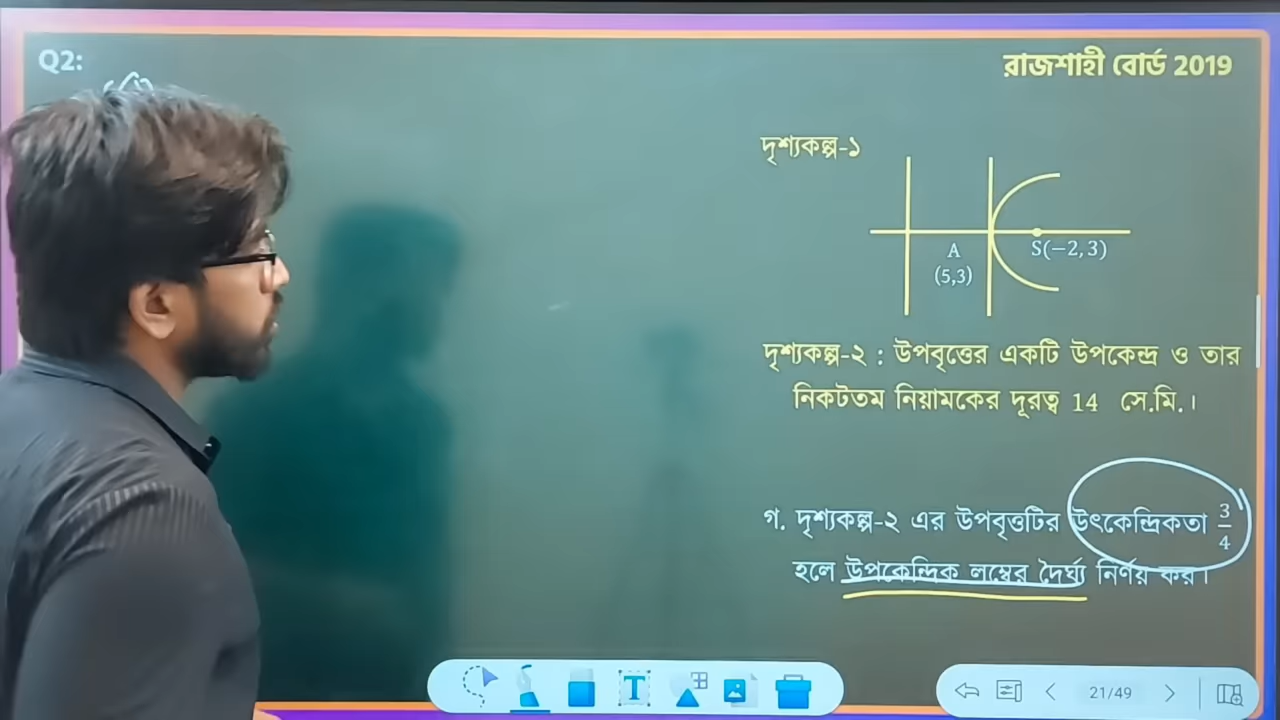 Q2:
রাজশাহী বোর্ড 2019
দৃশ্যকল্প-১
A
(5,3)
S(−2,3)
দৃশ্যকল্প-২ : উপবৃত্তের একটি উপকেন্দ্র ও তার
নিকটতম নিয়ামকের দূরত্ব 14 সে.মি.।
গ. দৃশ্যকল্প-২ এর উপবৃত্তটির উৎকেন্দ্রিকতা 3/4
হলে উপকেন্দ্রিক লম্বের দৈর্ঘ্য নির্ণয় কর।
T
21/49